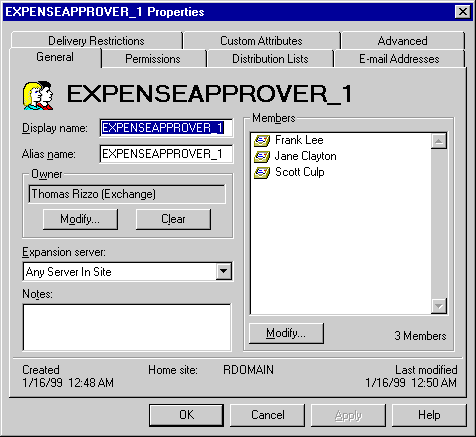 EXPENSEAPPROVER_1 Properties
Delivery Restrictions Custom Attributes Advanced
General Permissions Distribution Lists E-mail Addresses
EXPENSEAPPROVER_1
Display name: EXPENSEAPPROVER_1
Alias name: EXPENSEAPPROVER_1
Owner
Thomas Rizzo (Exchange)
Modify... Clear
Expansion server:
Any Server In Site
Notes:
Members
Frank Lee
Jane Clayton
Scott Culp
Modify... 3 Members
Created Home site: RDOMAIN Last modified
1/16/99 12:48 AM 1/16/99 12:50 AM
OK Cancel Apply Help